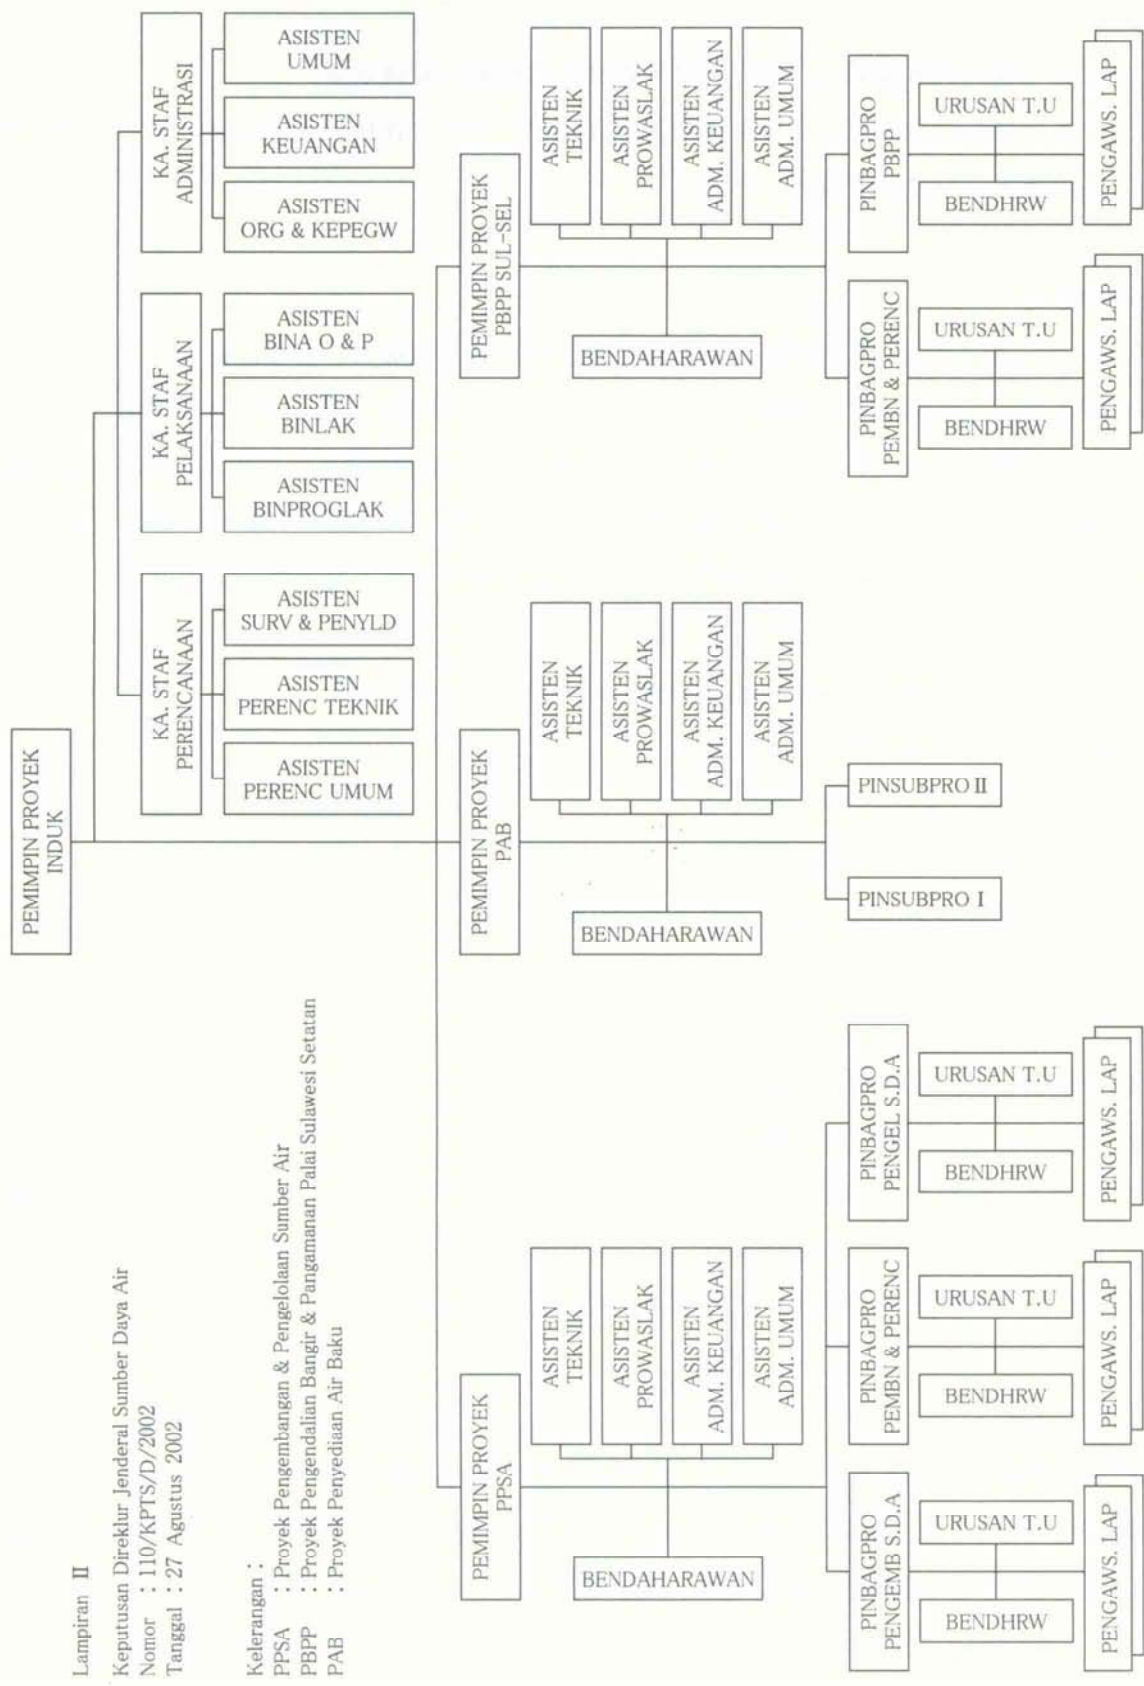 Lampiran II
Keputusan Direklur Jenderal Sumber Daya Air
Nomor : 110/KPTS/D/2002
Tanggal : 27 Agustus 2002
Kelerangan :
PPSA : Proyek Pengembangan & Pengelolaan Sumber Air
PBPP : Proyek Pengendalian Bangir & Pangamanan Palai Sulawesi Setatan
PAB : Proyek Penyediaan Air Baku
PEMIMPIN PROYEK
INDUK
KA. STAF
PERENCANAAN
ASISTEN
PERENC UMUM
ASISTEN
PERENC TEKNIK
ASISTEN
SURV & PENYLD
KA. STAF
PELAKSANAAN
ASISTEN
BINPROGLAK
ASISTEN
BINLAK
ASISTEN
BINA O & P
KA. STAF
ADMINISTRASI
ASISTEN
ORG & KEPEGW
ASISTEN
KEUANGAN
ASISTEN
UMUM
PEMIMPIN PROYEK
PPSA
BENDAHARAWAN
ASISTEN
TEKNIK
ASISTEN
PROWASLAK
ASISTEN
ADM. KEUANGAN
ASISTEN
ADM. UMUM
PINBAGPRO
PENGEMB S.D.A
BENDHRW
URUSAN T.U
PENGAWS. LAP
PINBAGPRO
PEMBN & PERENC
BENDHRW
URUSAN T.U
PENGAWS. LAP
PINBAGPRO
PENGEL S.D.A
BENDHRW
URUSAN T.U
PENGAWS. LAP
PEMIMPIN PROYEK
PAB
BENDAHARAWAN
ASISTEN
TEKNIK
ASISTEN
PROWASLAK
ASISTEN
ADM. KEUANGAN
ASISTEN
ADM. UMUM
PINSUBPRO I
PINSUBPRO II
PEMIMPIN PROYEK
PBPP SUL-SEL
BENDAHARAWAN
ASISTEN
TEKNIK
ASISTEN
PROWASLAK
ASISTEN
ADM. KEUANGAN
ASISTEN
ADM. UMUM
PINBAGPRO
PEMBN & PERENC
BENDHRW
URUSAN T.U
PENGAWS. LAP
PINBAGPRO
PBPP
BENDHRW
URUSAN T.U
PENGAWS. LAP